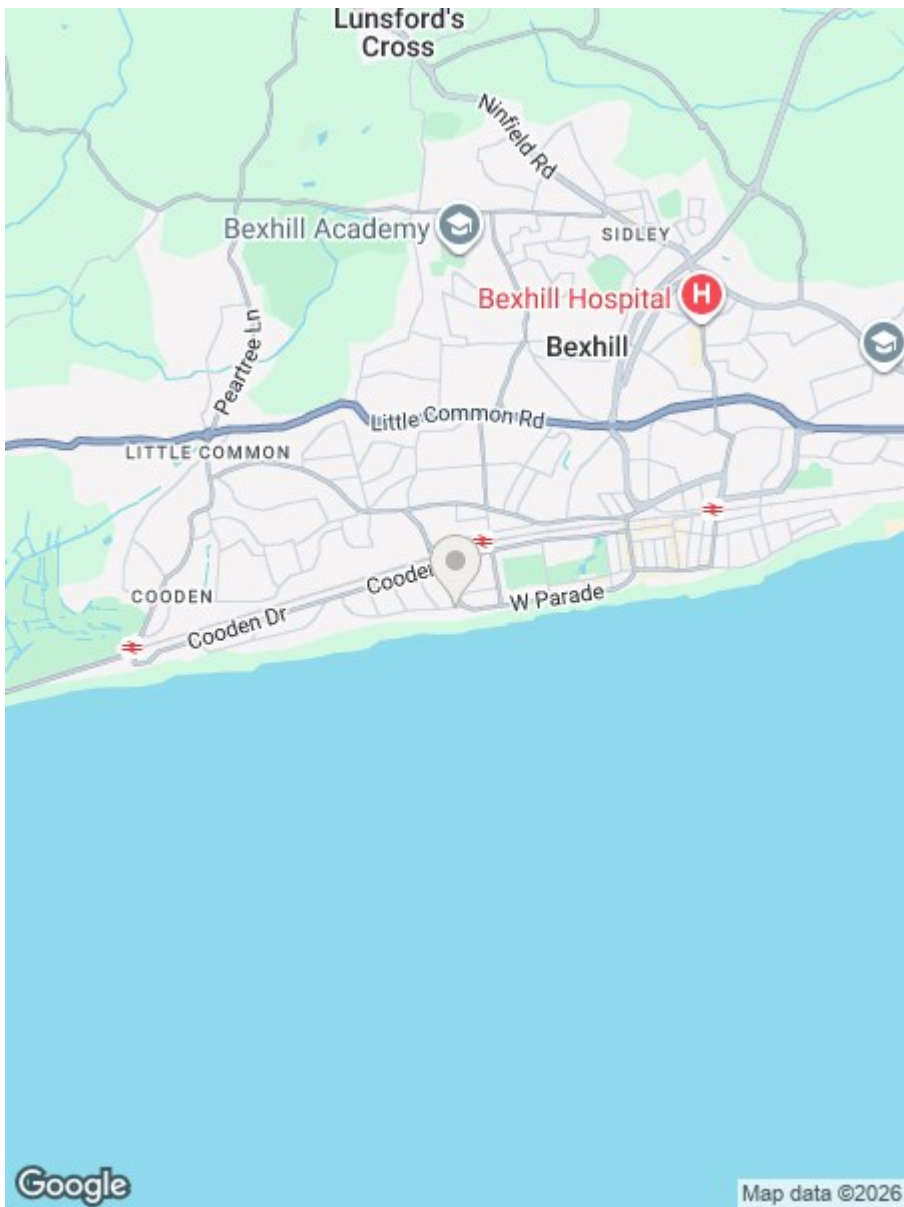 Lunsford's
Cross
Ninfield Rd
Bexhill Academy
SIDLEY
Bexhill Hospital
H
Peartree Ln
Bexhill
Little Common Rd
LITTLE COMMON
Cooden
COODEN
W Parade
Cooden Dr
Google
Map data ©2026